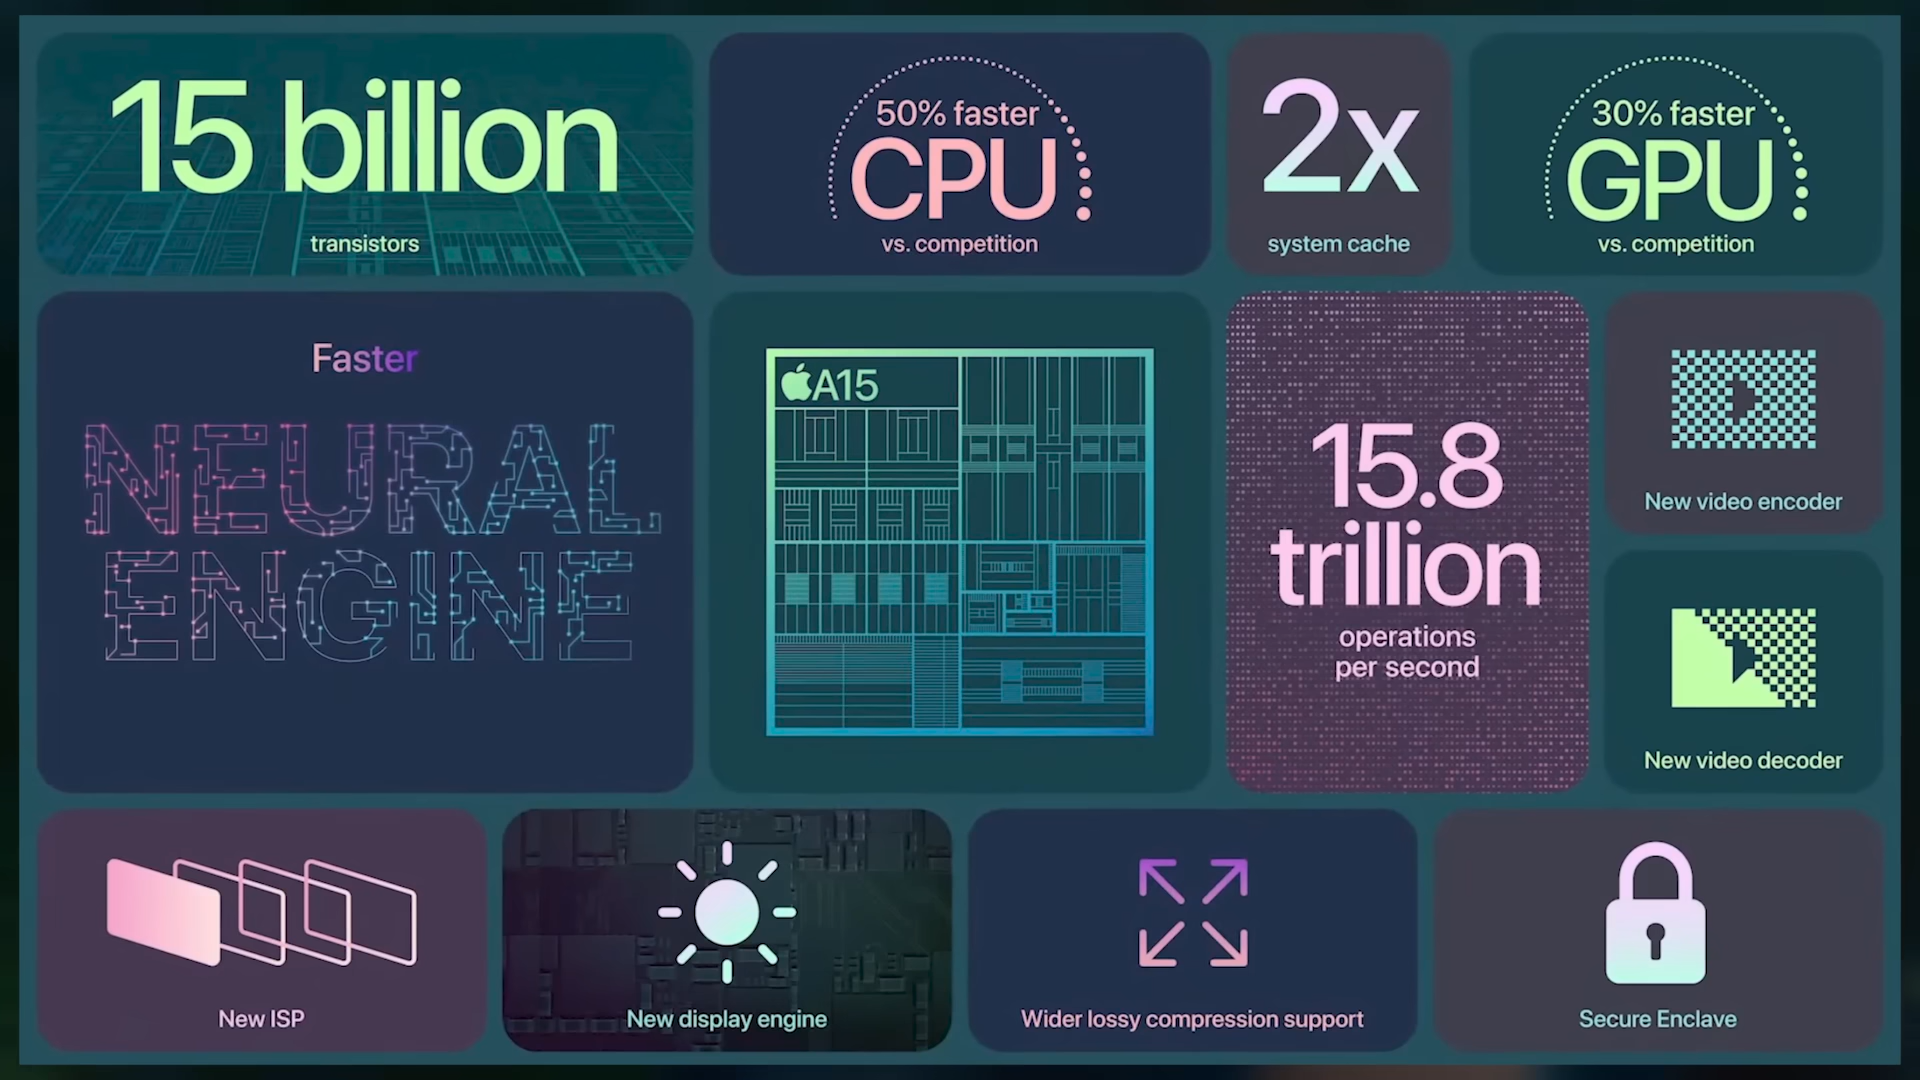 15 billion
transistors
50% faster
CPU
vs. competition
2x
system cache
30% faster
GPU
vs. competition
Faster
NEURAL
ENGINE
A15
15.8
trillion
operations
per second
New video encoder
New video decoder
New ISP
New display engine
Wider lossy compression support
Secure Enclave